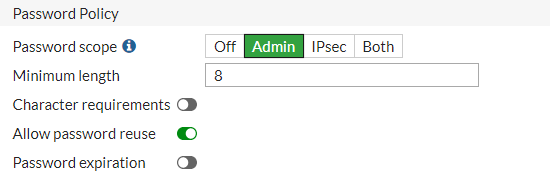 Password Policy
Password scope Off Admin IPsec Both
Minimum length 8
Character requirements
Allow password reuse
Password expiration